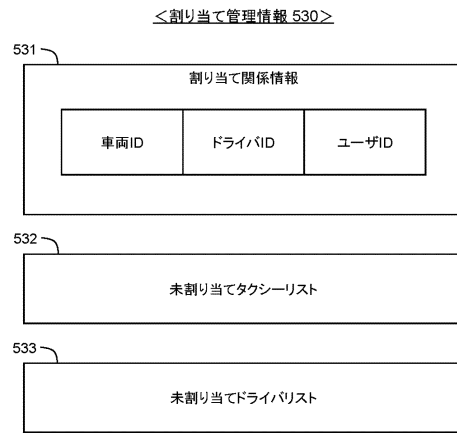 <割り当て管理情報 530>
531
割り当て関係情報
車両ID ドライバID ユーザID
532
未割り当てタクシーリスト
533
未割り当てドライバリスト